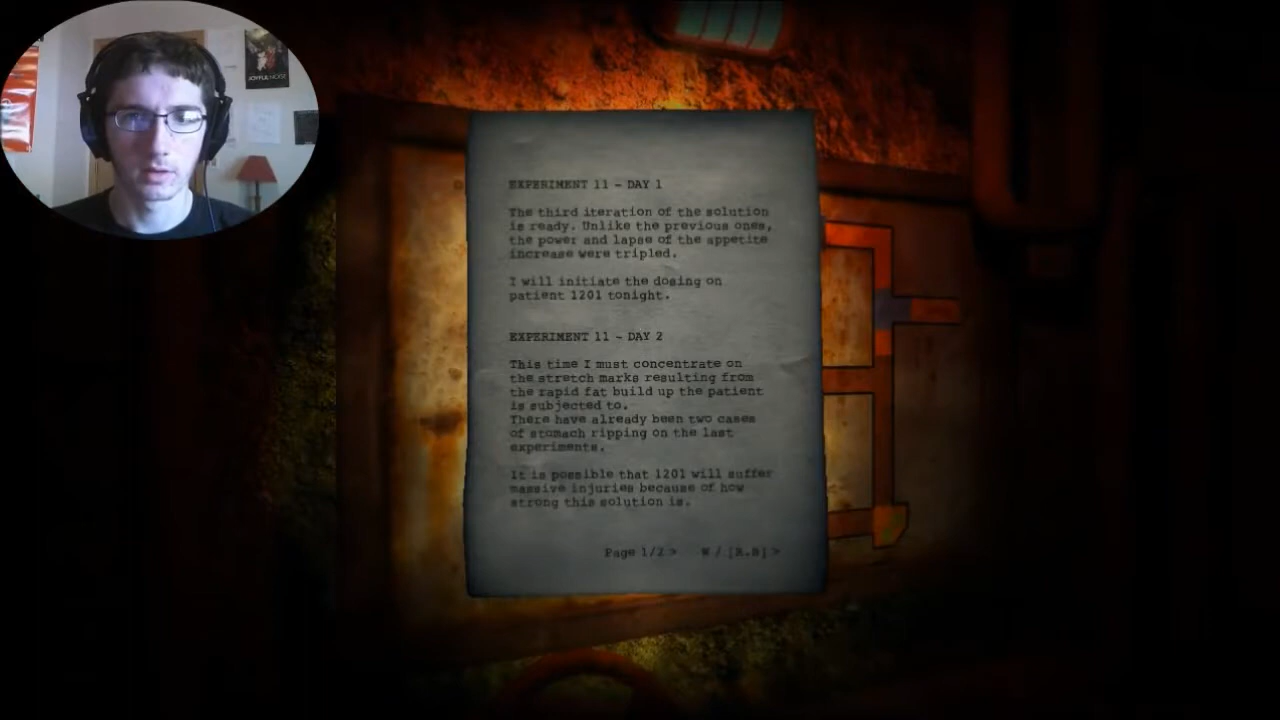 JOYFUL NOISE
EXPERIMENT 11 - DAY 1
The third iteration of the solution
is ready. Unlike the previous ones,
the power and lapse of the appetite
increase were tripled.
I will initiate the dosing on
patient 1201 tonight.
EXPERIMENT 11 - DAY 2
This time I must concentrate on
the stretch marks resulting from
the rapid fat build up the patient
is subjected to.
There have already been two cases
of stomach ripping on the last
experiments.
It is possible that 1201 will suffer
massive injuries because of how
strong this solution is.
Page 1/2 > W / [R.B] >